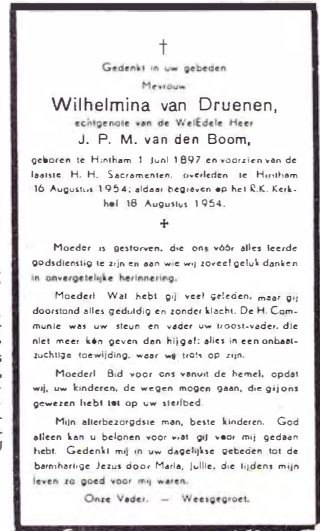 Gedenkt in uw gebeden
Mevrouw
Wilhelmina van Druenen,
echtgenote van de WelEdele Heer
J. P. M. van den Boom,
geboren te Hintham 1 Juni 1897 en voorzien van de
laatste H. H. Sacramenten, overleden te Hintham
16 Augustus 1954; aldaar begraven op het R.K. Kerk-
hof 18 Augustus 1954.
Moeder is gestorven, die ons vóór alles leerde
godsdienstig te zijn en aan wie wij zoveel geluk danken
in onvergetelijke herinnering.
Moeder! Wat hebt gij veel geleden, maar gij
doorstond alles geduldig en zonder klacht. De H. Com-
munie was uw steun en vader uw troost-vader, die
niet meer kón geven dan hij gaf: alles in een onbaat-
zuchtige toewijding, waar wij trots op zijn.
Moeder! Bid voor ons vanuit de hemel, opdat
wij, uw kinderen, de wegen mogen gaan, die gij ons
gewezen hebt tot op uw sterfbed.
Mijn allerbezorgdste man, beste kinderen. God
alleen kan u belonen voor wat gij voor mij gedaan
hebt. Gedenkt mij in uw dagelijkse gebeden tot de
barmhartige Jezus door Maria, Jullie, die tijdens mijn
leven zo goed voor mij waren.
Onze Vader. — Weesgegroet.